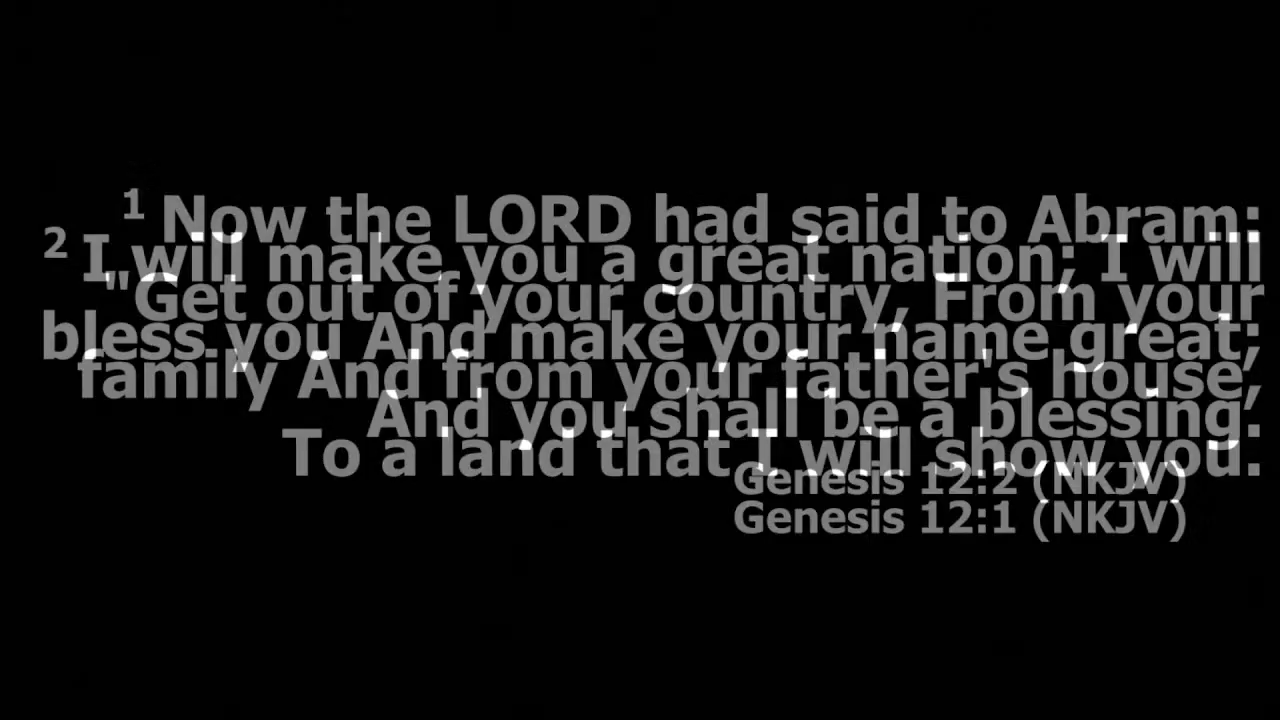 1 Now the LORD had said to Abram:
"Get out of your country, From your
family And from your father's house,
To a land that I will show you.
Genesis 12:1 (NKJV)
2 I will make you a great nation; I will
bless you And make your name great;
And you shall be a blessing.
Genesis 12:2 (NKJV)